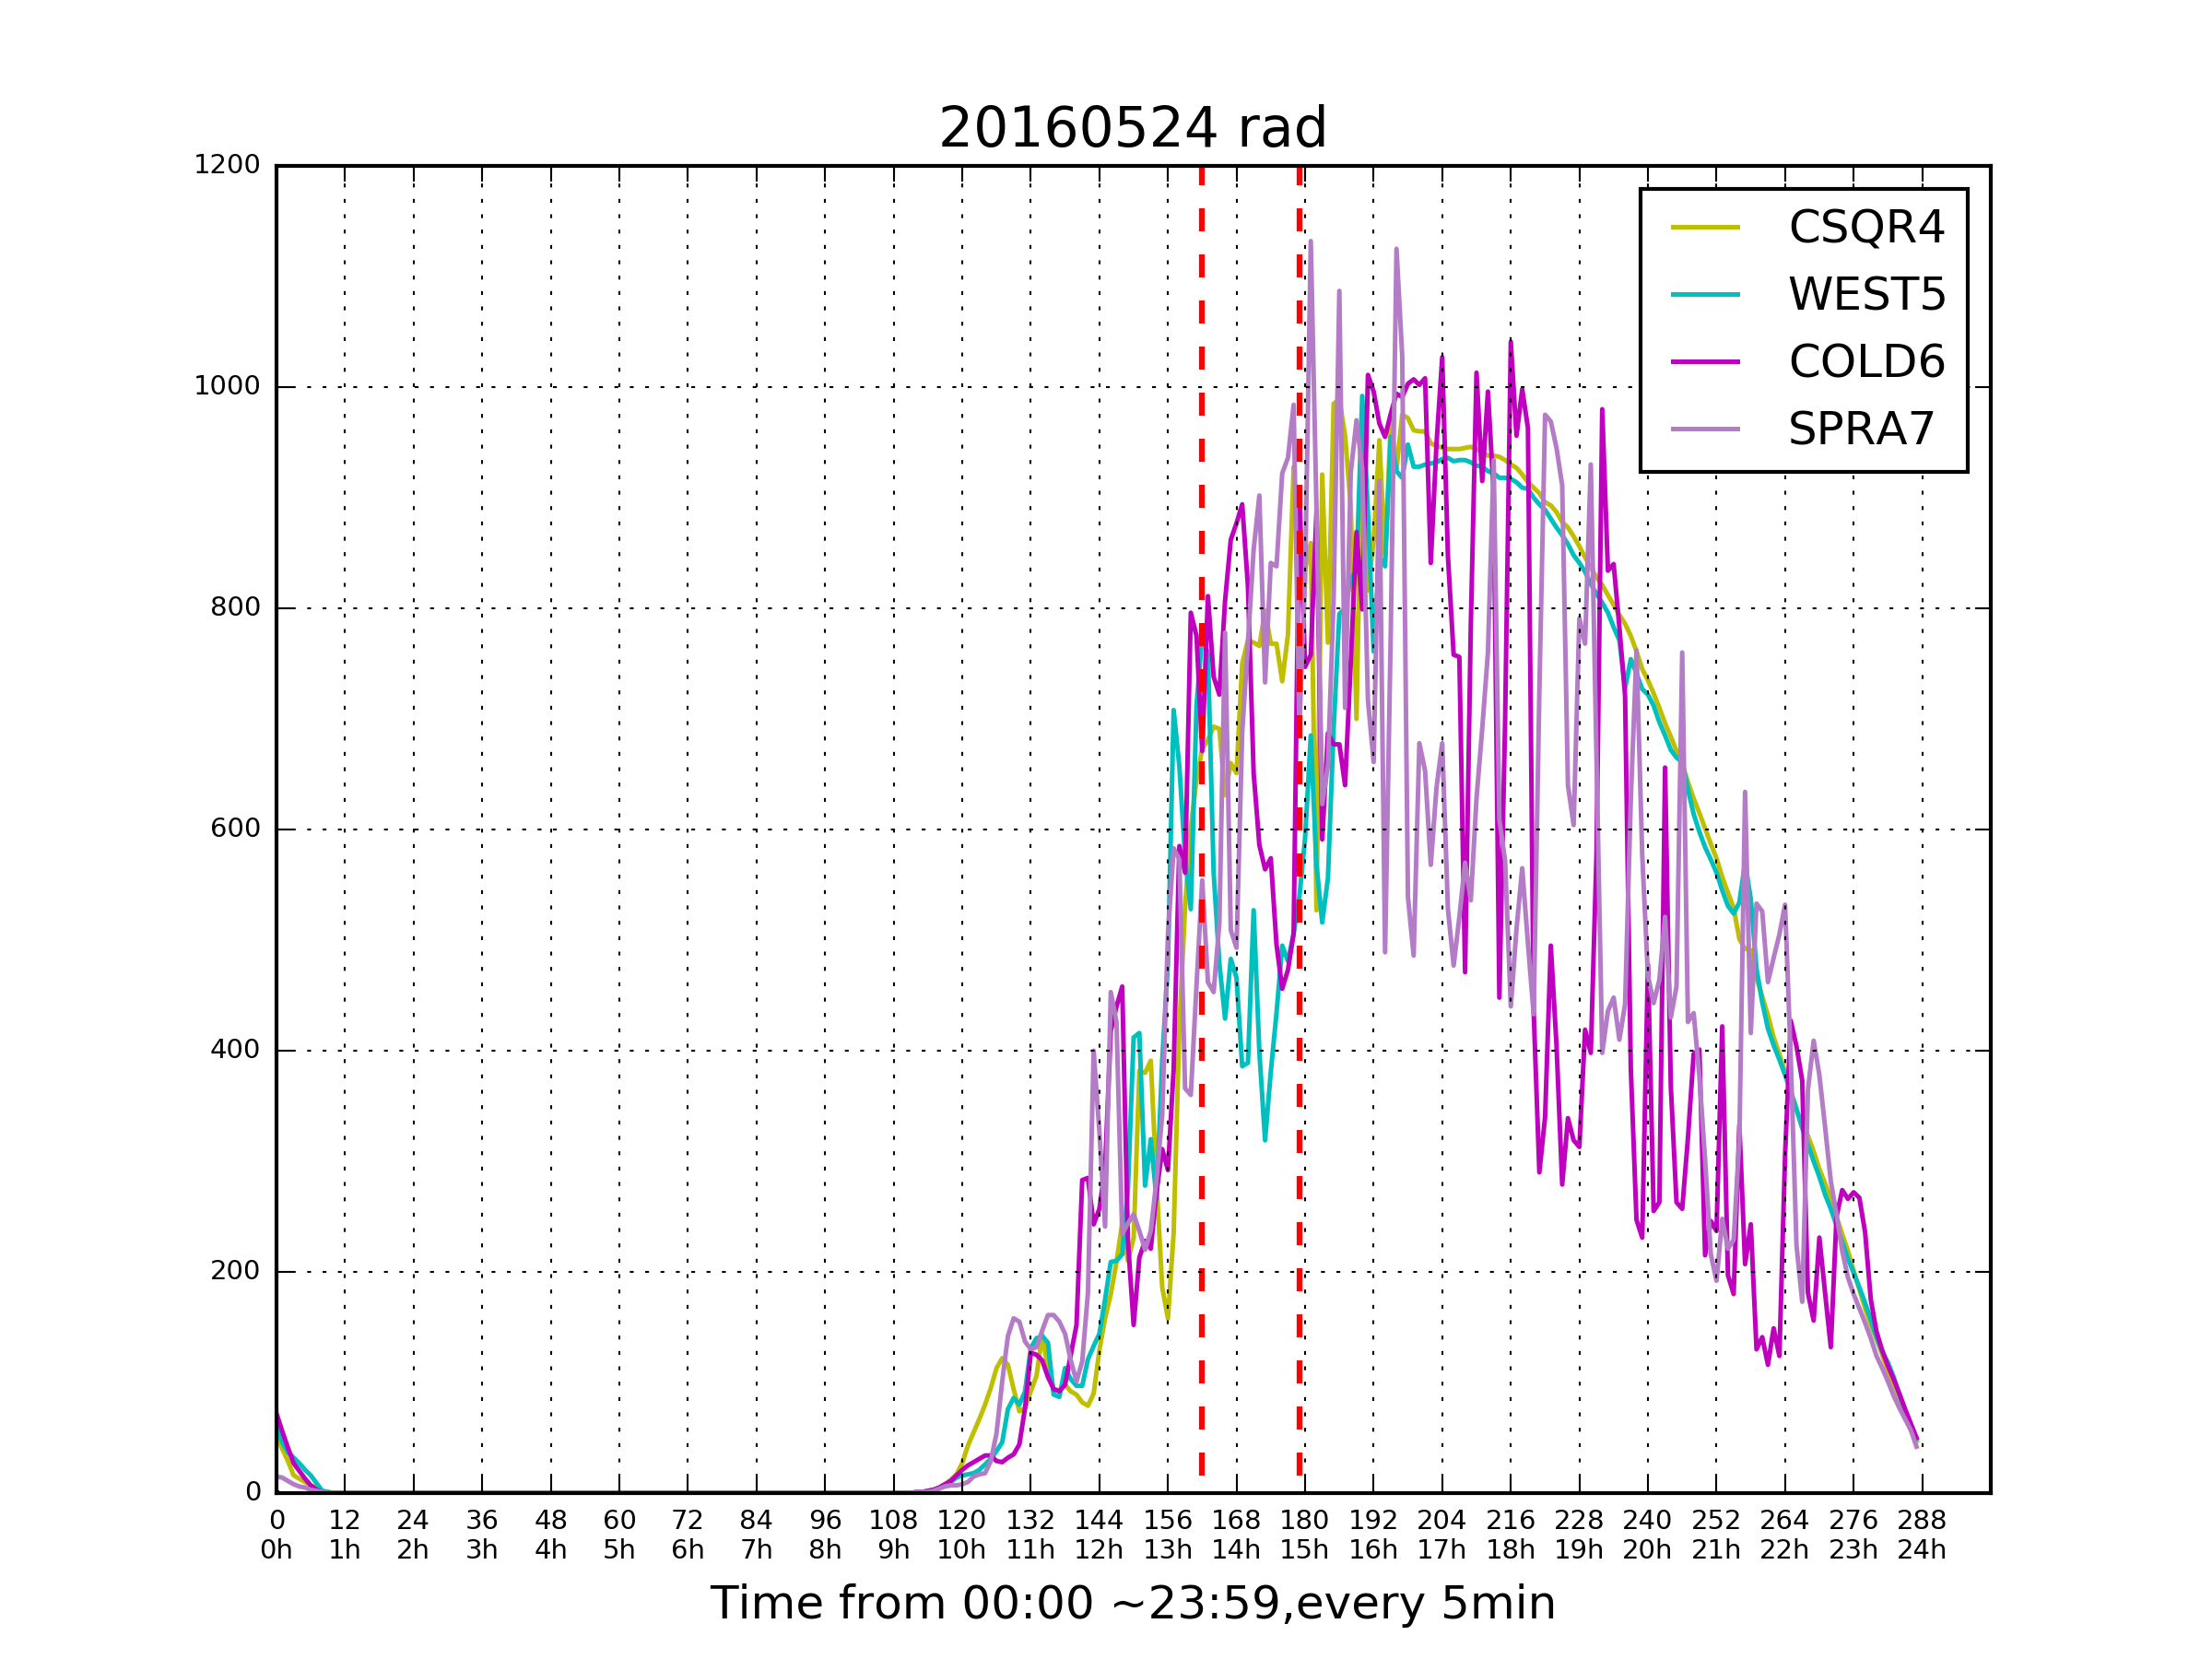 20160524 rad
1200
1000
800
600
400
200
0
CSQR4
WEST5
COLD6
SPRA7
0 12 24 36 48 60 72 84 96 108 120 132 144 156 168 180 192 204 216 228 240 252 264 276 288
0h 1h 2h 3h 4h 5h 6h 7h 8h 9h 10h 11h 12h 13h 14h 15h 16h 17h 18h 19h 20h 21h 22h 23h 24h
Time from 00:00 ~23:59,every 5min